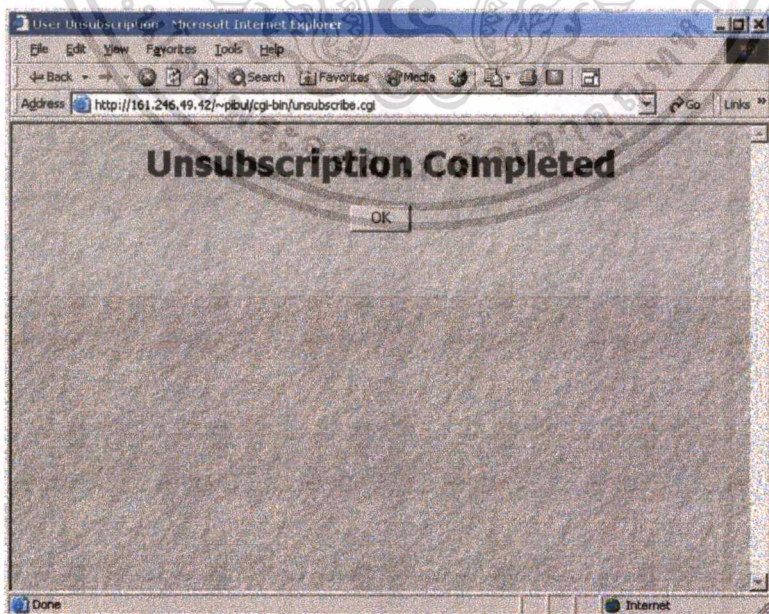 User Unsubscription - Microsoft Internet Explorer
File Edit View Favorites Tools Help
Back Search Favorites Media
Address http://161.246.49.42/~pibul/cgi-bin/unsubscribe.cgi Go Links »
Unsubscription Completed
OK
Done Internet